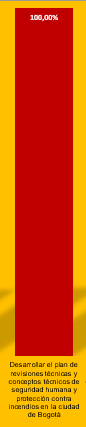 100,00%
Desarrollar el plan de
revisiones técnicas y
conceptos técnicos de
seguridad humana y
protección contra
incendios en la ciudad
de Bogotá